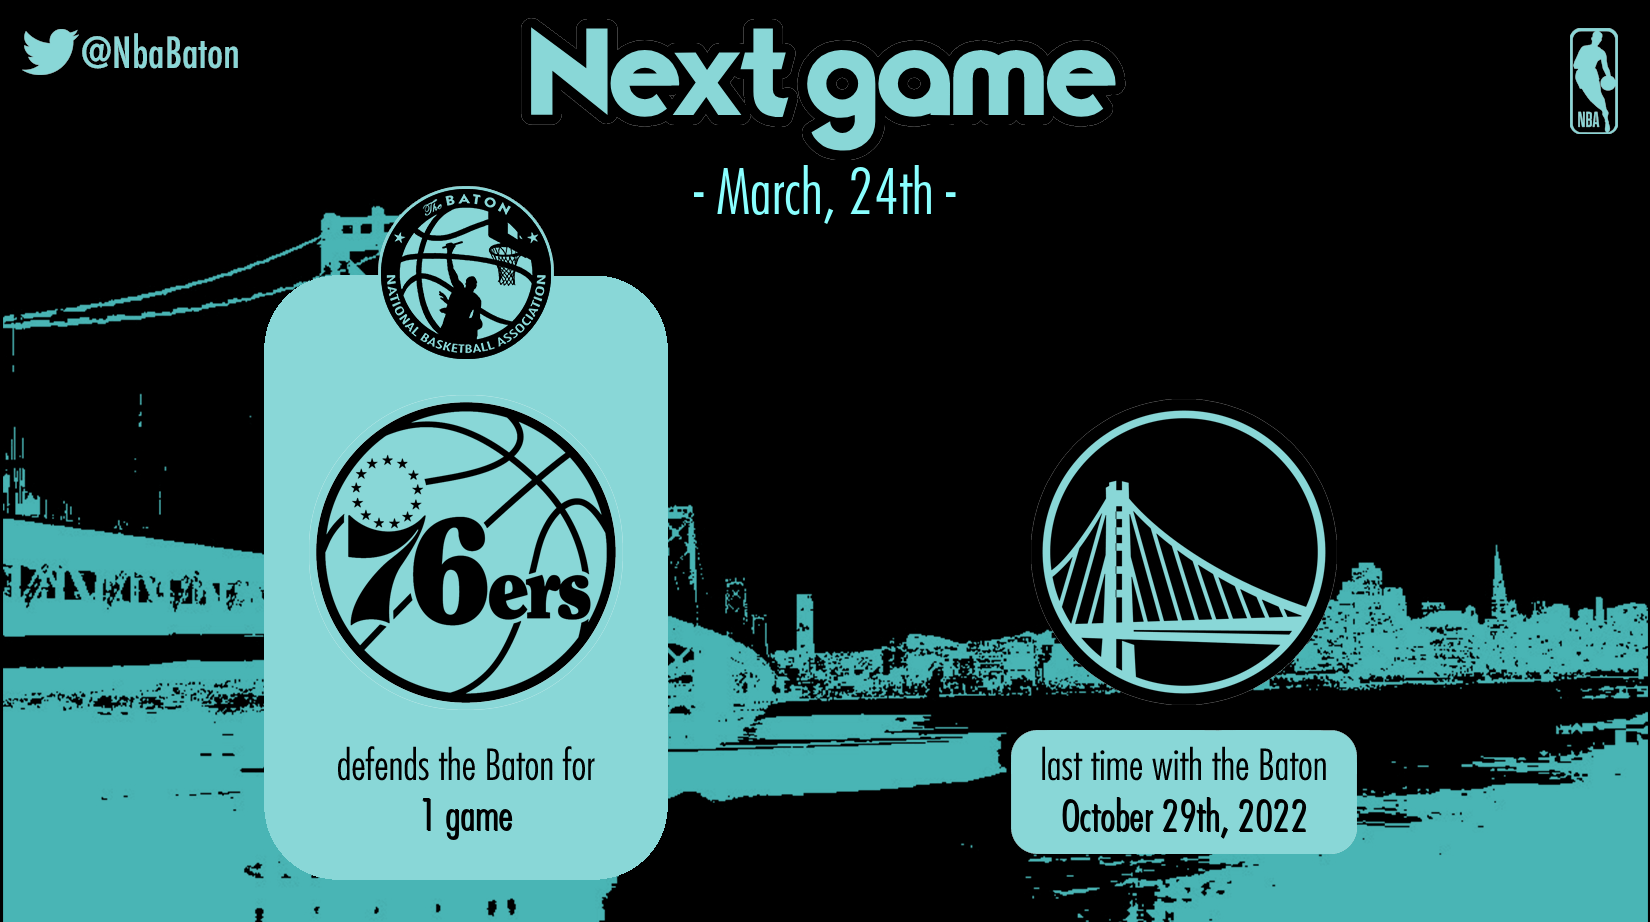 @NbaBaton
Next game
NBA
- March, 24th -
The BATON
NATIONAL BASKETBALL ASSOCIATION
76ers
defends the Baton for
1 game
last time with the Baton
October 29th, 2022